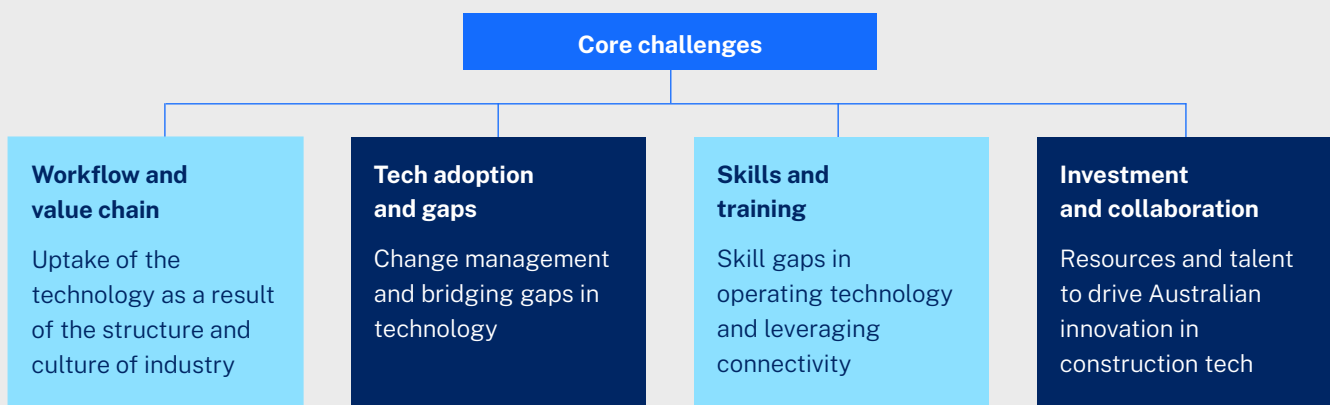 Core challenges
Workflow and
value chain
Uptake of the
technology as a result
of the structure and
culture of industry
Tech adoption
and gaps
Change management
and bridging gaps in
technology
Skills and
training
Skill gaps in
operating technology
and leveraging
connectivity
Investment
and collaboration
Resources and talent
to drive Australian
innovation in
construction tech